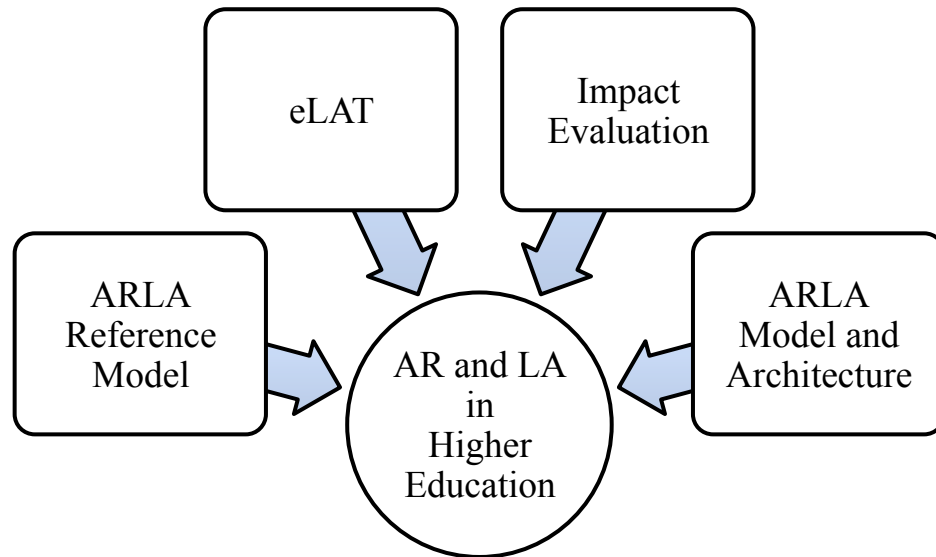 eLAT
Impact
Evaluation
ARLA
Reference
Model
AR and LA
in
Higher
Education
ARLA
Model and
Architecture